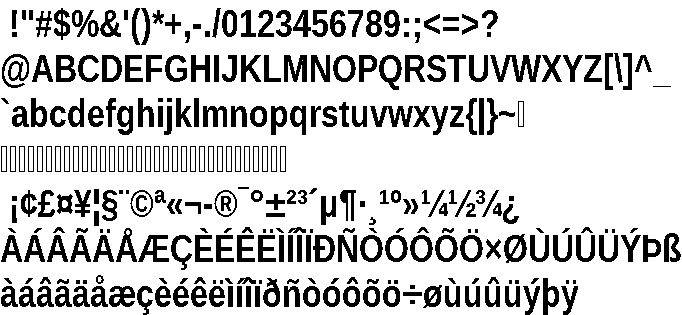 !"#$%&'()*+,-./0123456789:;<=>?
@ABCDEFGHIJKLMNOPQRSTUVWXYZ[\]^_
`abcdefghijklmnopqrstuvwxyz{|}~
¡¢£¤¥¦§¨©ª«¬-®¯°±²³´µ¶·¸¹º»¼½¾¿
ÀÁÂÃÄÅÆÇÈÉÊËÌÍÎÏÐÑÒÓÔÕÖ×ØÙÚÛÜÝÞß
àáâãäåæçèéêëìíîïðñòóôõö÷øùúûüýþÿ